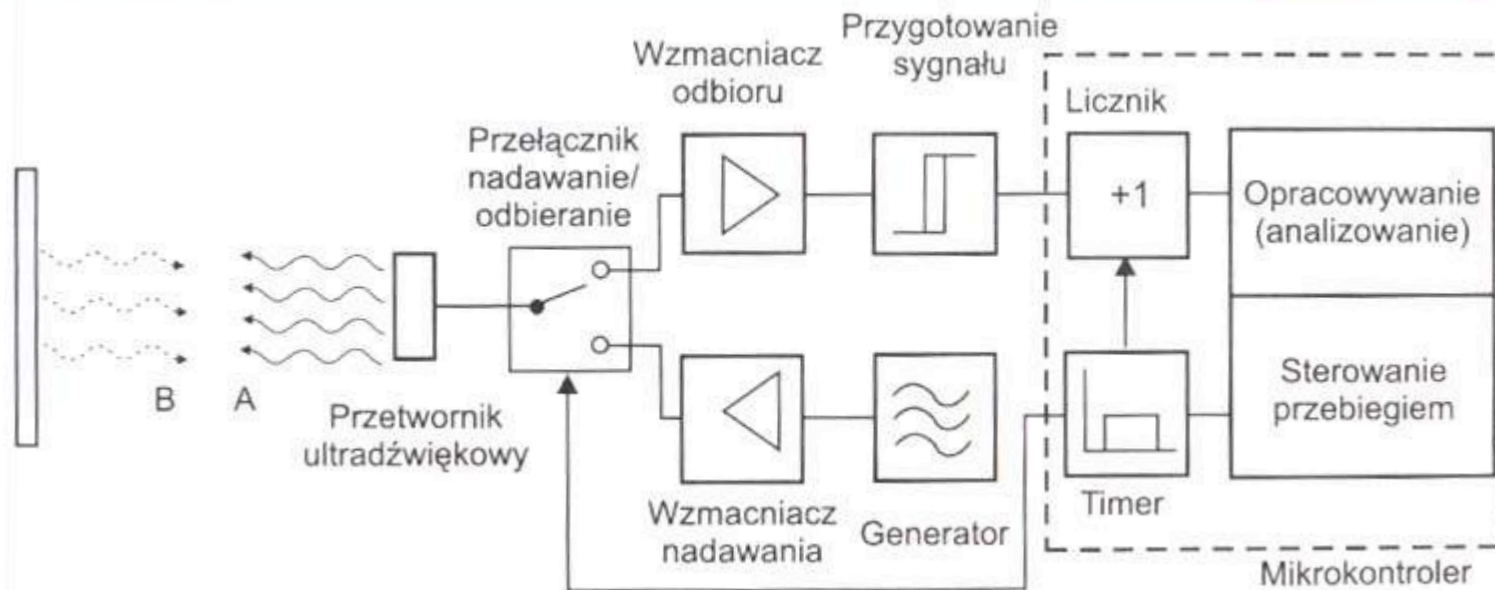 Przygotowanie
sygnału
Wzmacniacz
odbioru
Licznik
Przełącznik
nadawanie/
odbieranie
+1
Opracowywanie
(analizowanie)
B
A
Przetwornik
ultradźwiękowy
Sterowanie
przebiegiem
Wzmacniacz
nadawania
Generator
Timer
Mikrokontroler